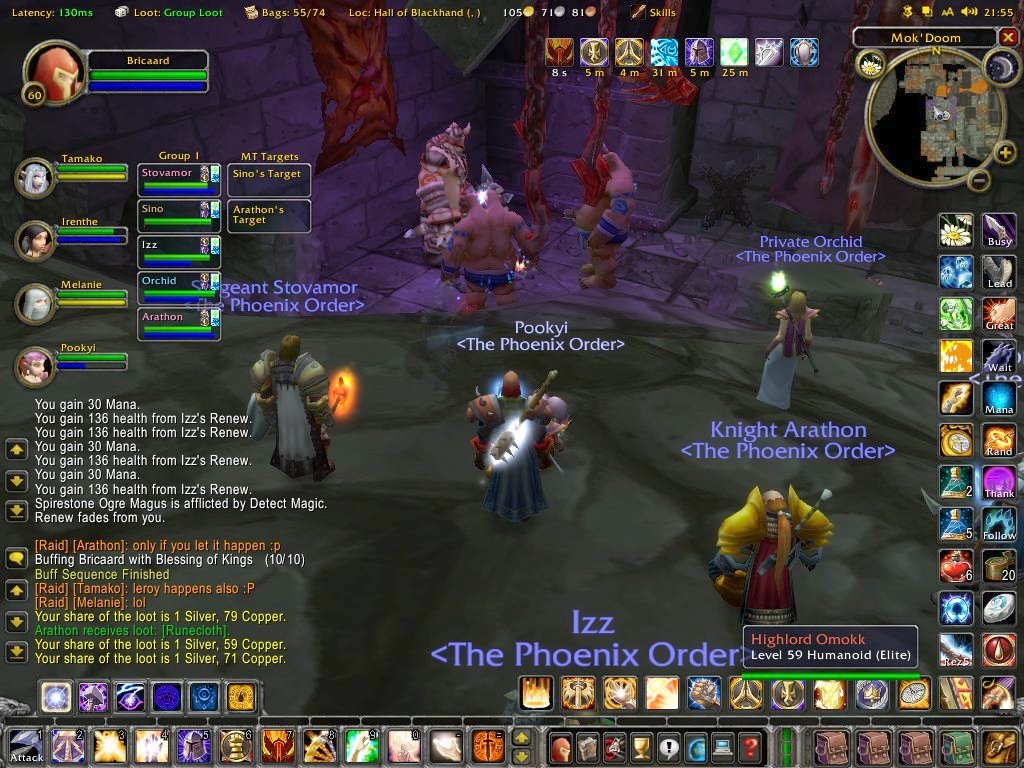 Latency: 130ms
Loot: Group Loot
Bags: 55/74
Loc: Hall of Blackhand (, )
105 71 81
Skills
21:55
Mok'Doom
N
Bricaard
60
8 s
5 m
4 m
31 m
5 m
25 m
Tamako
Irenthe
Melanie
Pookyi
Group 1
Stovamor
Sino
Izz
Orchid
Arathon
MT Targets
Sino's Target
Arathon's
Target
Private Orchid
<The Phoenix Order>
Stovamor
The Phoenix Order>
Pookyi
<The Phoenix Order>
Knight Arathon
<The Phoenix Order>
Izz
<The Phoenix Order
Highlord Omokk
Level 59 Humanoid (Elite)
You gain 30 Mana.
You gain 136 health from Izz's Renew.
You gain 136 health from Izz's Renew.
You gain 30 Mana.
You gain 136 health from Izz's Renew.
You gain 30 Mana.
You gain 136 health from Izz's Renew.
Spirestone Ogre Magus is afflicted by Detect Magic.
Renew fades from you.
[Raid] [Arathon]: only if you let it happen :p
Buffing Bricaard with Blessing of Kings (10/10)
Buff Sequence Finished
[Raid] [Tamako]: leroy happens also :P
[Raid] [Melanie]: lol
Your share of the loot is 1 Silver, 79 Copper.
Arathon receives loot: [Runecloth].
Your share of the loot is 1 Silver, 59 Copper.
Your share of the loot is 1 Silver, 71 Copper.
Busy
Lead
Great
Wait
Mana
Rand
2
Thank
5
Follow
6
20
Attack
1
2
3
4
5
6
7
8
9
0
-
=